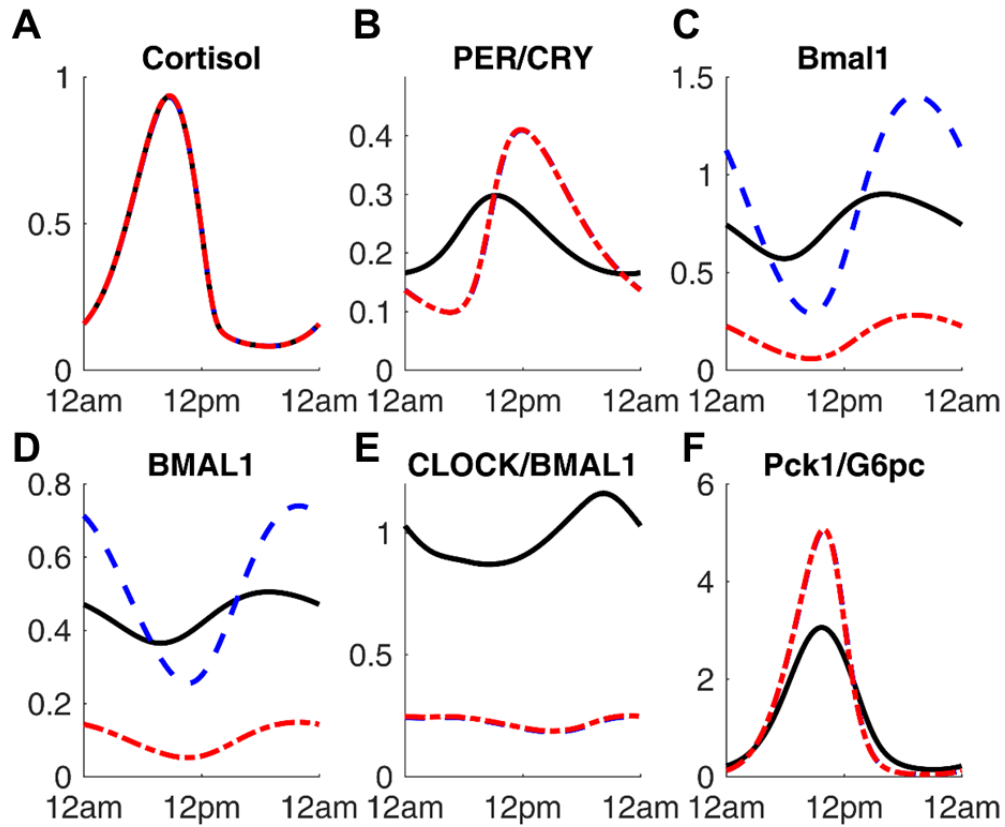 A B C
Cortisol PER/CRY Bmal1
1 0.4 1.5
0.3 1
0.5 0.2 0.5
0.1
0 0 0
12am 12pm 12am 12am 12pm 12am 12am 12pm 12am
D E F
BMAL1 CLOCK/BMAL1 Pck1/G6pc
0.8 6
0.6 1 4
0.4 0.5 2
0.2
0 0 0
12am 12pm 12am 12am 12pm 12am 12am 12pm 12am